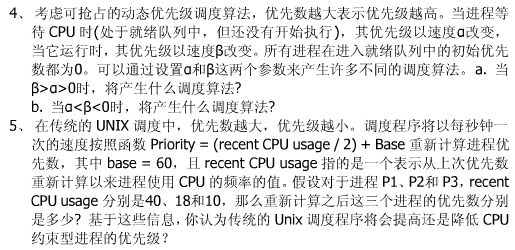 4、 考虑可抢占的动态优先级调度算法，优先数越大表示优先级越高。当进程等
待 CPU 时(处于就绪队列中，但还没有开始执行)，其优先级以速度α改变，
当它运行时，其优先级以速度β改变。所有进程在进入就绪队列中的初始优先
数都为0。可以通过设置α和β这两个参数来产生许多不同的调度算法。a. 当
β>α>0时，将产生什么调度算法?
b. 当α<β<0时，将产生什么调度算法?
5、 在传统的 UNIX 调度中，优先数越大，优先级越小。调度程序将以每秒钟一
次的速度按照函数 Priority = (recent CPU usage / 2) + Base 重新计算进程优
先数，其中 base = 60，且 recent CPU usage 指的是一个表示从上次优先数
重新计算以来进程使用 CPU 的频率的值。假设对于进程 P1、P2和 P3，recent
CPU usage 分别是40、18和10，那么重新计算之后这三个进程的优先数分别
是多少? 基于这些信息，你认为传统的 Unix 调度程序将会提高还是降低 CPU
约束型进程的优先级？